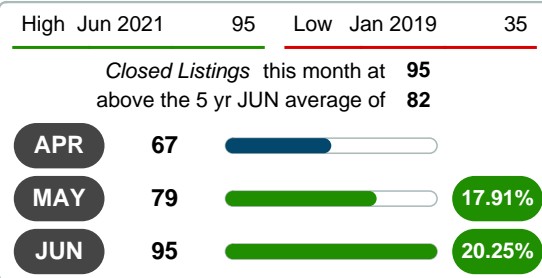 High Jun 2021 95 Low Jan 2019 35
Closed Listings this month at 95
above the 5 yr JUN average of 82
APR 67
MAY 79 17.91%
JUN 95 20.25%